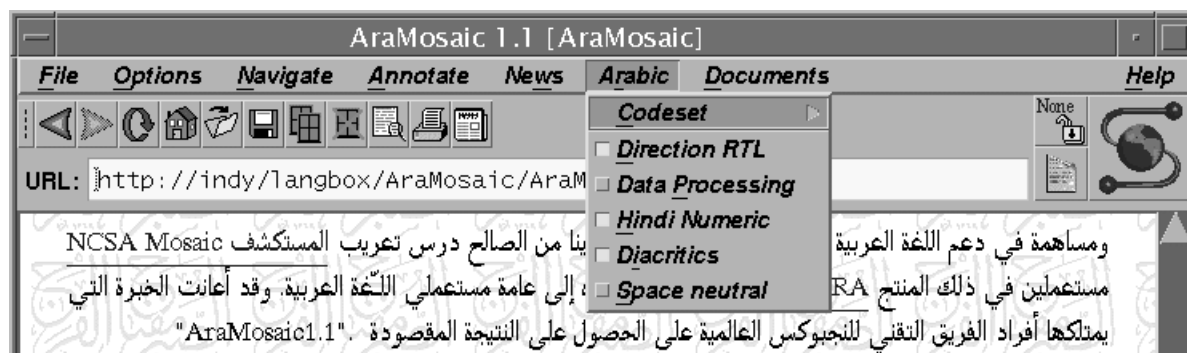 AraMosaic 1.1 [AraMosaic]
File Options Navigate Annotate News Arabic Documents Help
None
URL: http://indy/langbox/AraMosaic/AraM
Codeset
Direction RTL
Data Processing
Hindi Numeric
Diacritics
Space neutral
ومساهمة في دعم اللغة العربية ينا من الصالح درس تعريب المستكشف NCSA Mosaic
مستعملين في ذلك المنتج RA إلى عامة مستعملي اللّغة العربية. وقد أعانت الخبرة التي
يمتلكها أفراد الفريق التقني للنجبوكس العالمية على الحصول على النتيجة المقصودة . "AraMosaic1.1"